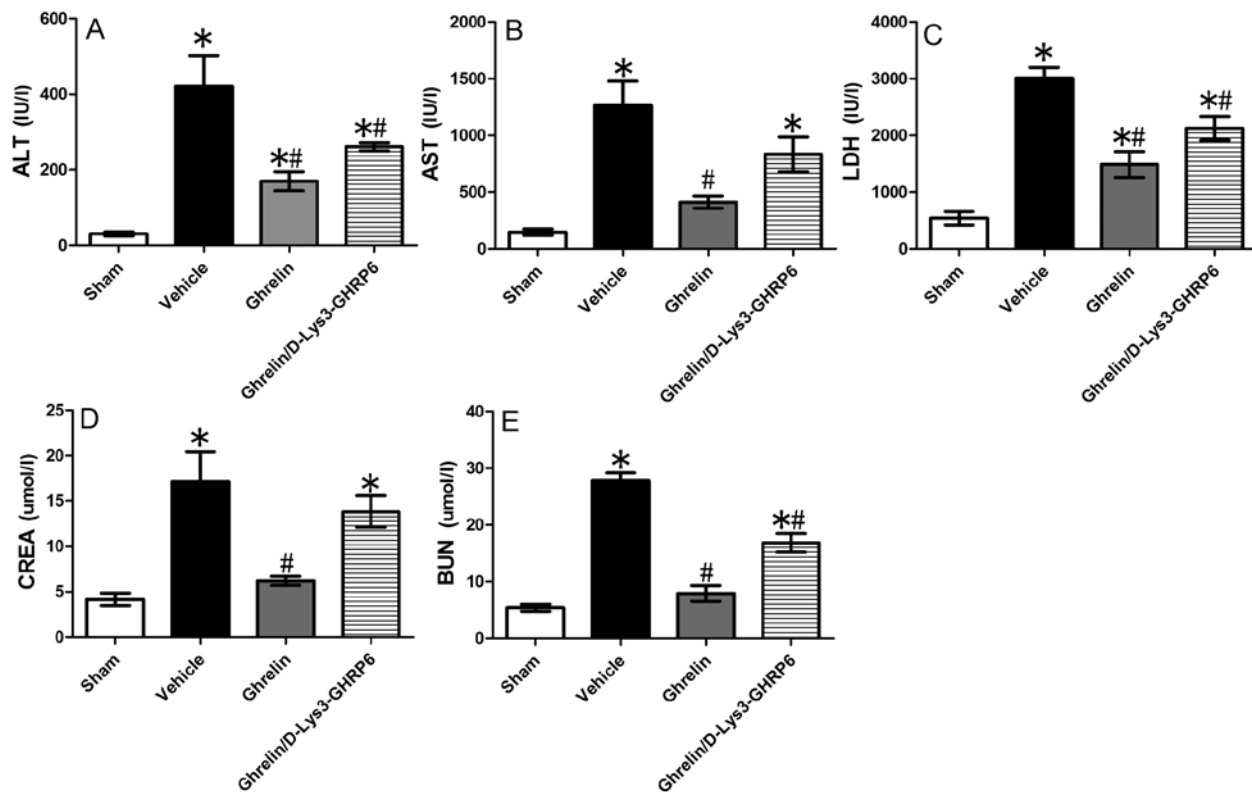 A
ALT (IU/l)
600
400
200
0
*
*#
*#
Sham
Vehicle
Ghrelin
Ghrelin/D-Lys3-GHRP6
B
AST (IU/l)
2000
1500
1000
500
0
*
#
*
Sham
Vehicle
Ghrelin
Ghrelin/D-Lys3-GHRP6
C
LDH (IU/l)
4000
3000
2000
1000
0
*
*#
*#
Sham
Vehicle
Ghrelin
Ghrelin/D-Lys3-GHRP6
D
CREA (umol/l)
25
20
15
10
5
0
*
#
*
Sham
Vehicle
Ghrelin
Ghrelin/D-Lys3-GHRP6
E
BUN (umol/l)
40
30
20
10
0
*
#
*#
Sham
Vehicle
Ghrelin
Ghrelin/D-Lys3-GHRP6